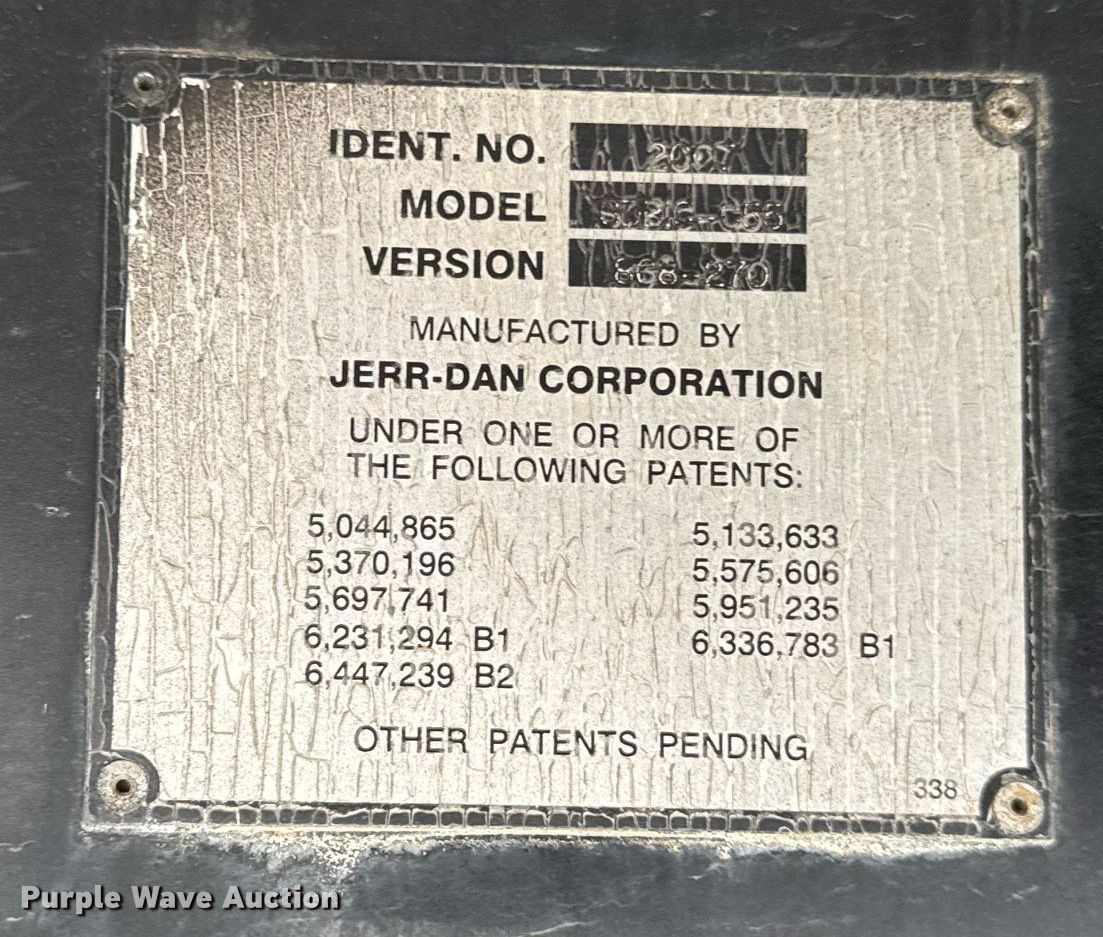 IDENT. NO.
MODEL
VERSION 868-270
MANUFACTURED BY
JERR-DAN CORPORATION
UNDER ONE OR MORE OF
THE FOLLOWING PATENTS:
5,044,865 5,133,633
5,370,196 5,575,606
5,697,741 5,951,235
6,231,294 B1 6,336,783 B1
6,447,239 B2
OTHER PATENTS PENDING
338
Purple Wave Auction